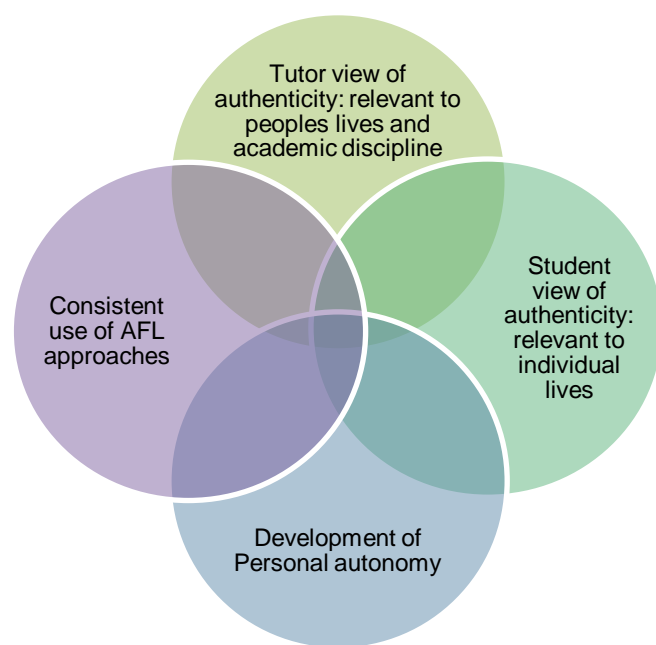 Tutor view of
authenticity: relevant to
peoples lives and
academic discipline
Consistent
use of AFL
approaches
Student
view of
authenticity:
relevant to
individual
lives
Development of
Personal autonomy